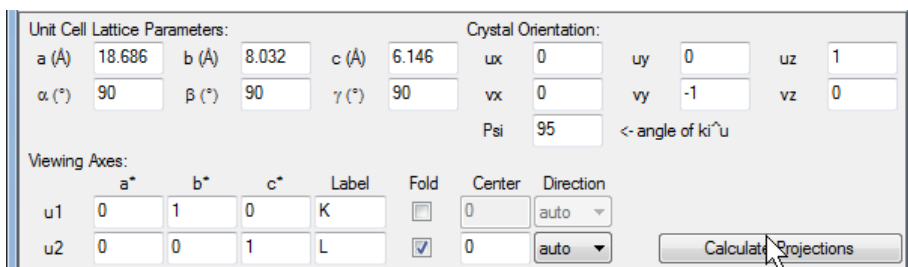 Unit Cell Lattice Parameters: Crystal Orientation:
a (Å) 18.686 b (Å) 8.032 c (Å) 6.146 ux 0 uy 0 uz 1
α (°) 90 β (°) 90 γ (°) 90 vx 0 vy -1 vz 0
Psi 95 <- angle of ki^u
Viewing Axes:
a* b* c* Label Fold Center Direction
u1 0 1 0 K 0 auto
u2 0 0 1 L 0 auto Calculate Projections